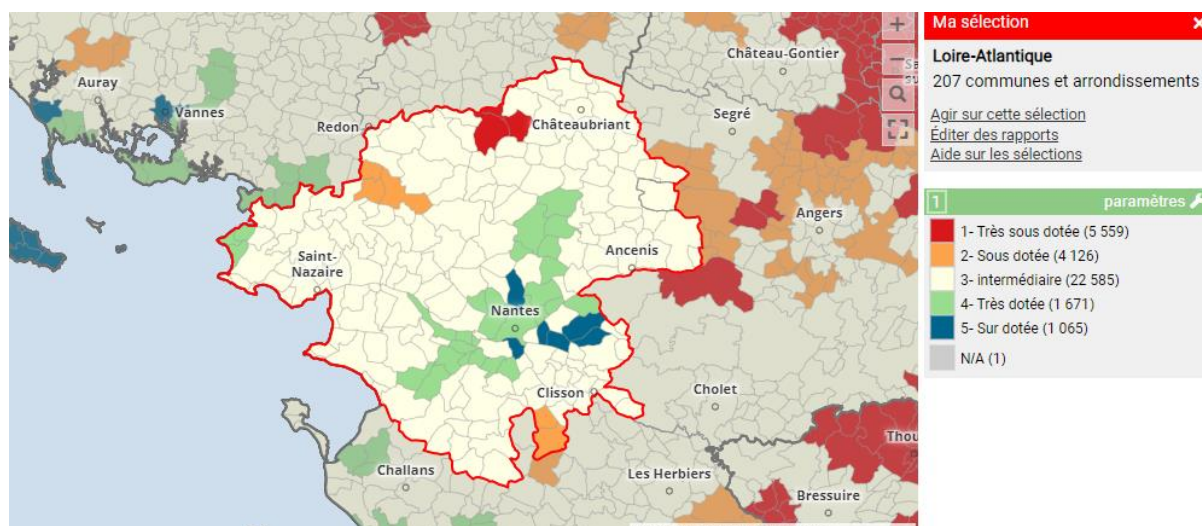 Auray
Vannes
Redon
Châteaubriant
Château-Gontier
Segré
Angers
Saint-
Nazaire
Ancenis
Nantes
Clisson
Cholet
Challans
Les Herbiers
Bressuire
Ma sélection
Loire-Atlantique
207 communes et arrondissements
Agir sur cette sélection
Éditer des rapports
Aide sur les sélections
1 paramètres
1- Très sous dotée (5 559)
2- Sous dotée (4 126)
3- intermédiaire (22 585)
4- Très dotée (1 671)
5- Sur dotée (1 065)
N/A (1)